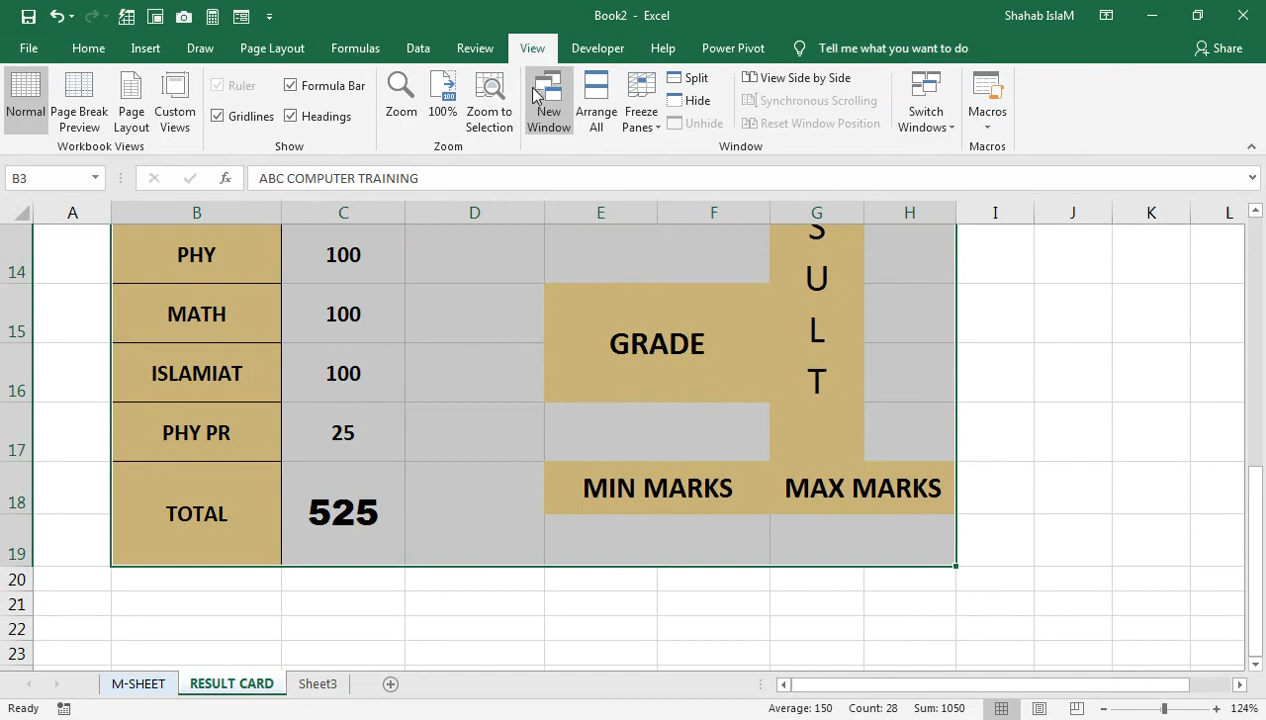 Book2 - Excel
Shahab IslaM
File Home Insert Draw Page Layout Formulas Data Review View Developer Help Power Pivot Tell me what you want to do Share
Normal
Page Break Preview
Page Layout
Custom Views
Workbook Views
Ruler
Formula Bar
Gridlines
Headings
Show
Zoom
100%
Zoom to Selection
Zoom
New Window
Arrange All
Freeze Panes
Split
Hide
Unhide
View Side by Side
Synchronous Scrolling
Reset Window Position
Window
Switch Windows
Macros
Macros
B3
fx
ABC COMPUTER TRAINING
A B C D E F G H I J K L
14 PHY 100
15 MATH 100
16 ISLAMIAT 100
17 PHY PR 25
18
TOTAL 525
19
S
U
L
T
GRADE
MIN MARKS MAX MARKS
20
21
22
23
M-SHEET RESULT CARD Sheet3
Ready
Average: 150 Count: 28 Sum: 1050
124%